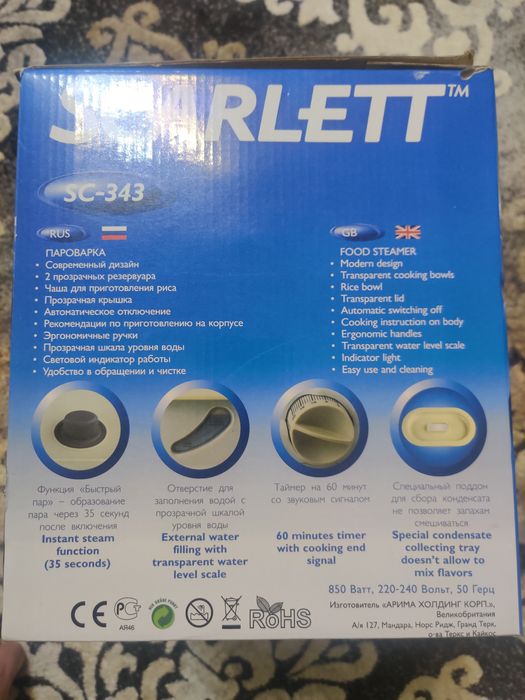 SCARLETT™
SC-343
RUS
ПАРОВАРКА
• Современный дизайн
• 2 прозрачных резервуара
• Чаша для приготовления риса
• Прозрачная крышка
• Автоматическое отключение
• Рекомендации по приготовлению на корпусе
• Эргономичные ручки
• Прозрачная шкала уровня воды
• Световой индикатор работы
• Удобство в обращении и чистке
GB
FOOD STEAMER
• Modern design
• Transparent cooking bowls
• Rice bowl
• Transparent lid
• Automatic switching off
• Cooking instruction on body
• Ergonomic handles
• Transparent water level scale
• Indicator light
• Easy use and cleaning
Функция «Быстрый
пар» – образование
пара через 35 секунд
после включения
Instant steam
function
(35 seconds)
Отверстие для
заполнения водой с
прозрачной шкалой
уровня воды
External water
filling with
transparent water
level scale
Таймер на 60 минут
со звуковым сигналом
60 minutes timer
with cooking end
signal
Специальный поддон
для сбора конденсата
не позволяет запахам
смешиваться
Special condensate
collecting tray
doesn't allow to
mix flavors
850 Ватт, 220-240 Вольт, 50 Герц
Изготовитель «АРИМА ХОЛДИНГ КОРП.»,
Великобритания
А/я 127, Мандара, Норс Ридж, Гранд Терк,
о-ва Теркс и Кайкос
CE
АЯ46
RoHS